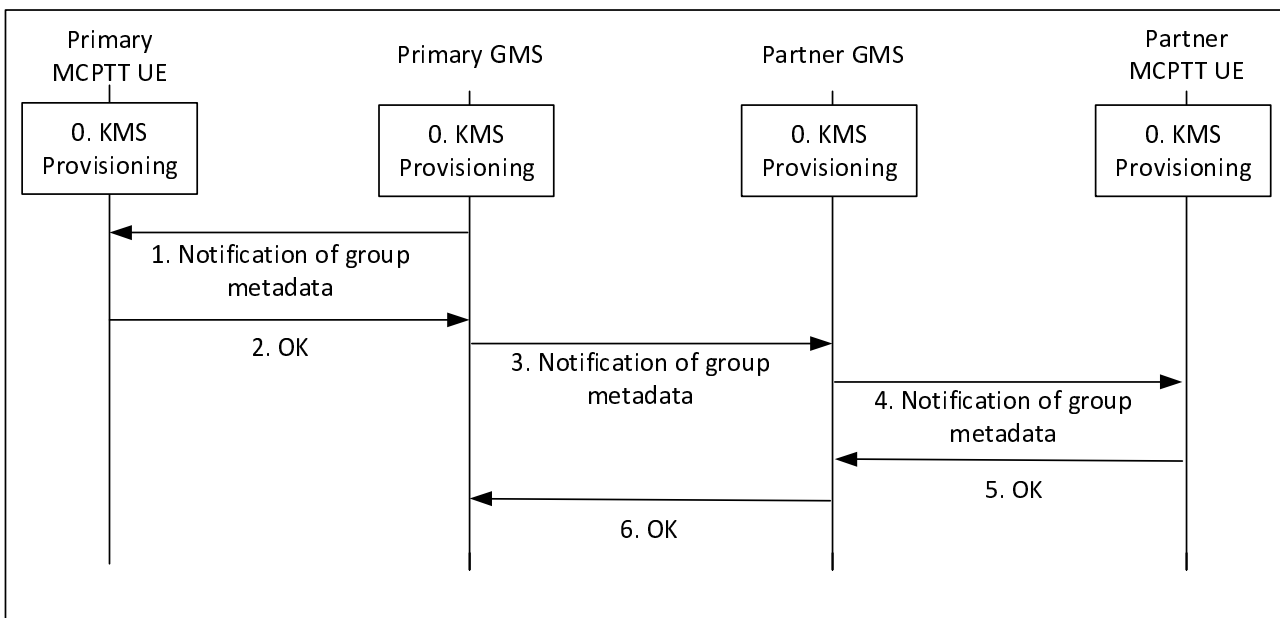 Primary
MCPTT UE
Primary GMS
Partner GMS
Partner
MCPTT UE
0. KMS
Provisioning
0. KMS
Provisioning
0. KMS
Provisioning
0. KMS
Provisioning
1. Notification of group
metadata
2. OK
3. Notification of group
metadata
4. Notification of group
metadata
5. OK
6. OK